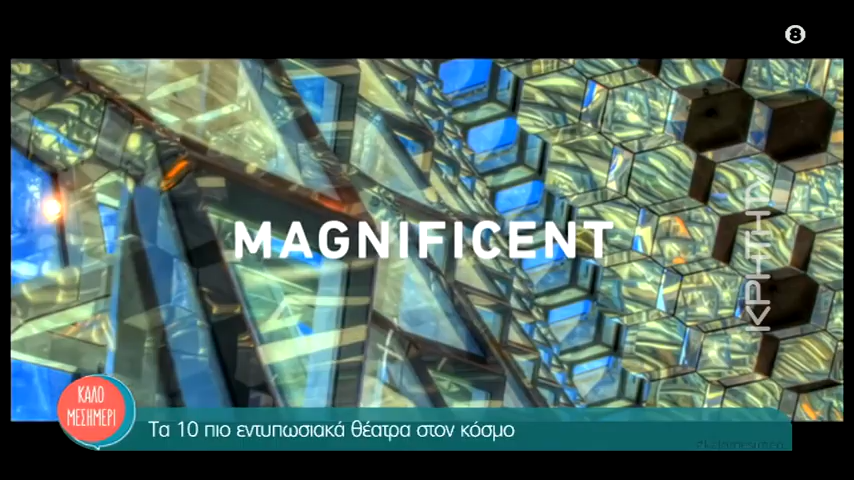 8
MAGNIFICENT
ΚΡΗΤΗ TV
ΚΑΛΟ
ΜΕΣΗΜΕΡΙ
Τα 10 πιο εντυπωσιακά θέατρα στον κόσμο